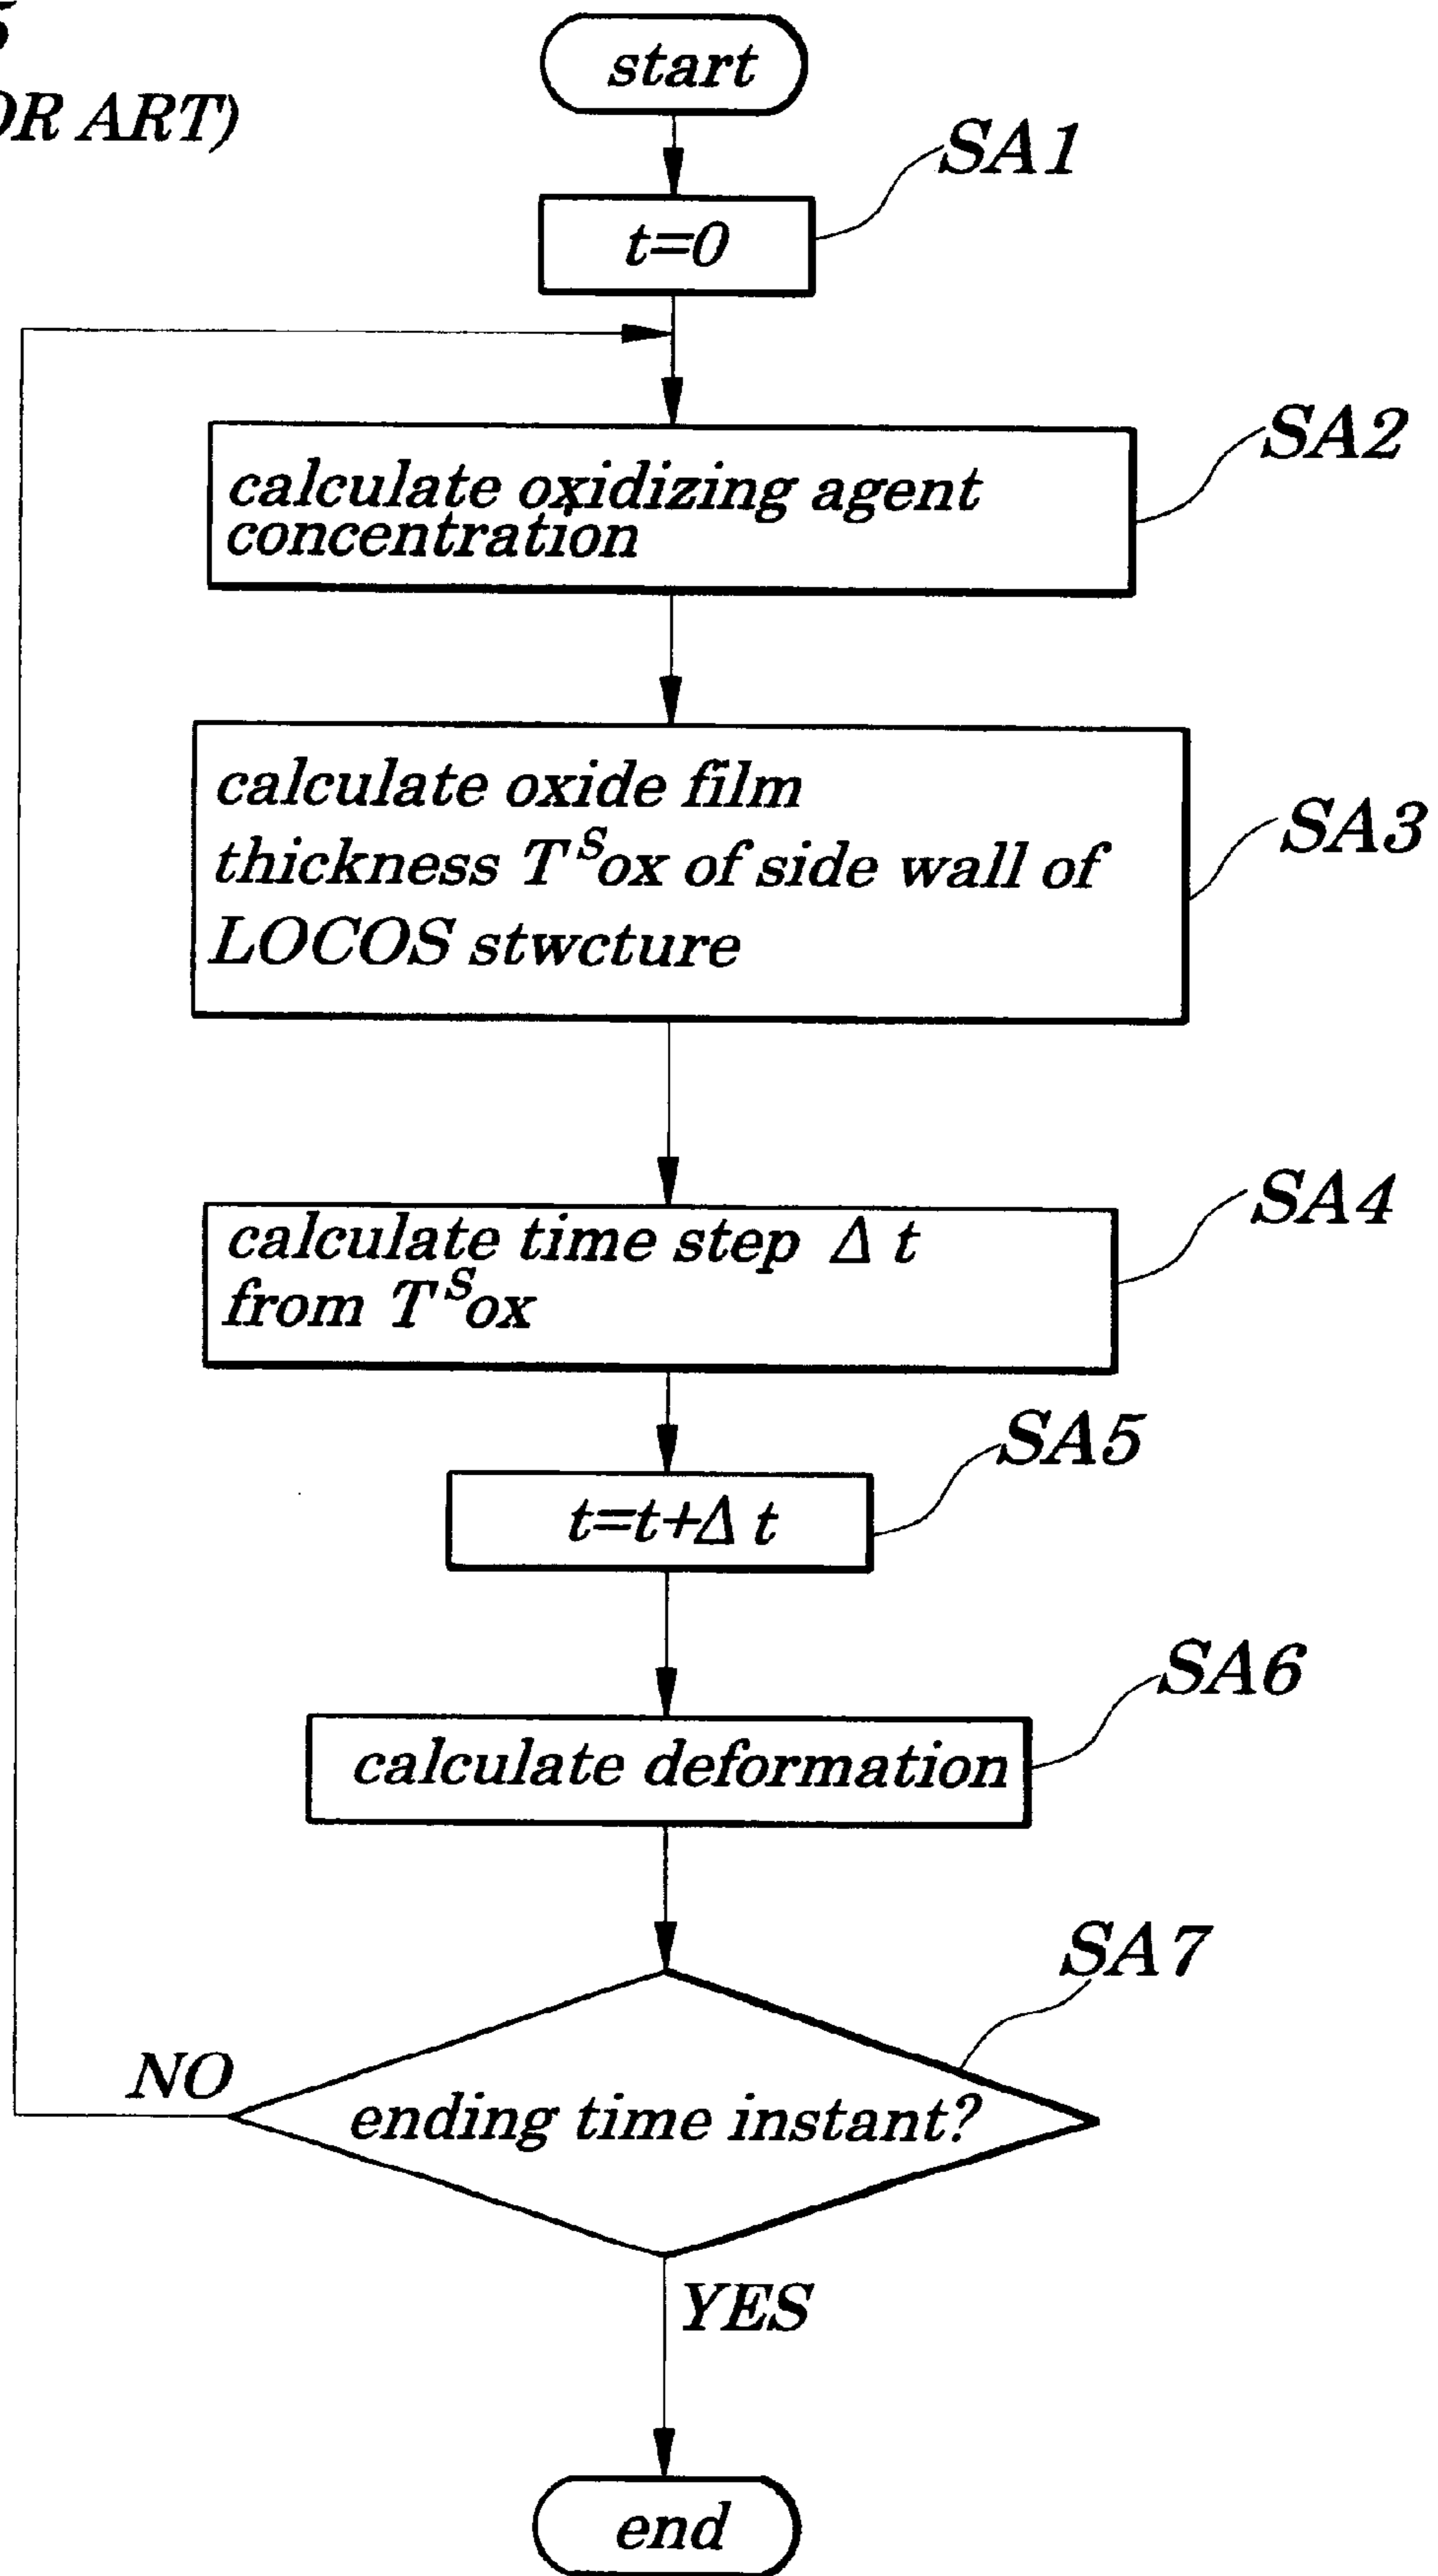 5
OR ART)
start
SA1
t=0
SA2
calculate oxidizing agent
concentration
calculate oxide film
SA3
thickness T^S ox of side wall of
LOCOS stwcture
SA4
calculate time step Δ t
from T^S ox
SA5
t=t+Δ t
SA6
calculate deformation
SA7
NO
ending time instant?
YES
end